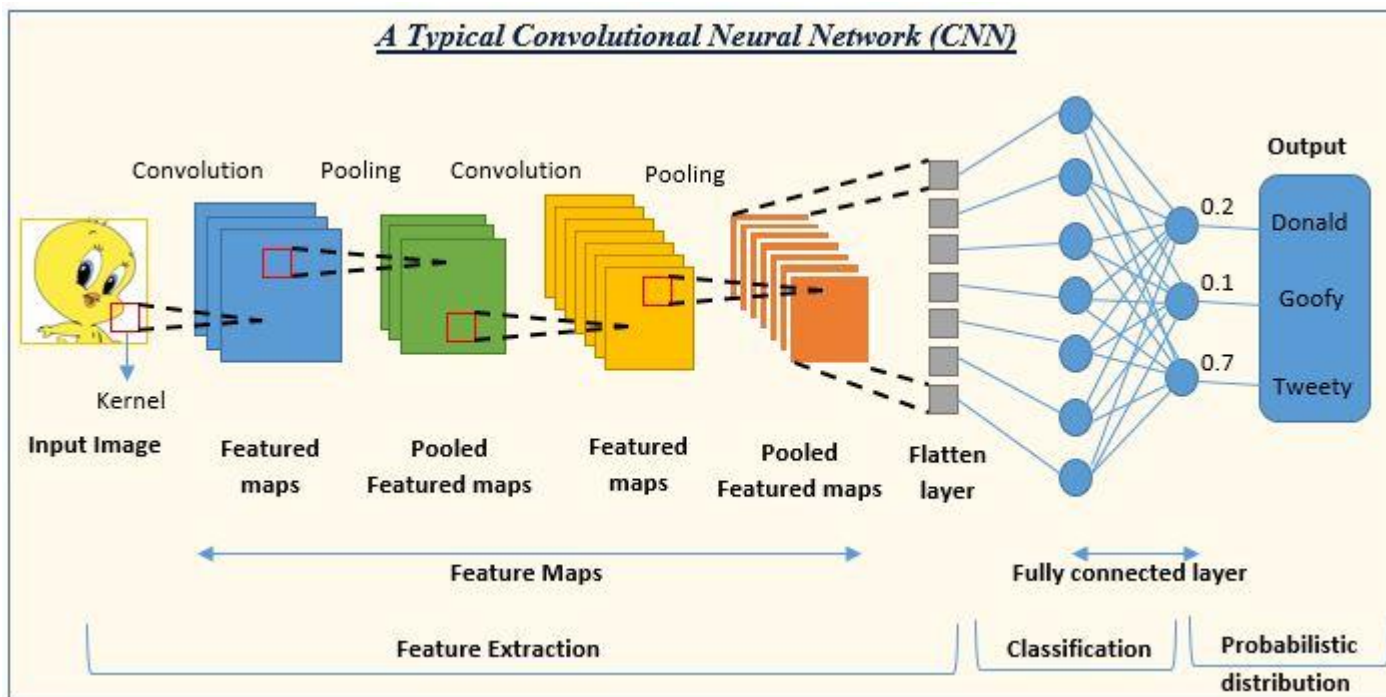 A Typical Convolutional Neural Network (CNN)
Convolution
Pooling
Convolution
Pooling
Output
0.2
Donald
0.1
Goofy
0.7
Tweety
Kernel
Input Image
Featured
maps
Pooled
Featured maps
Featured
maps
Pooled
Featured maps
Flatten
layer
Feature Maps
Fully connected layer
Feature Extraction
Classification
Probabilistic
distribution